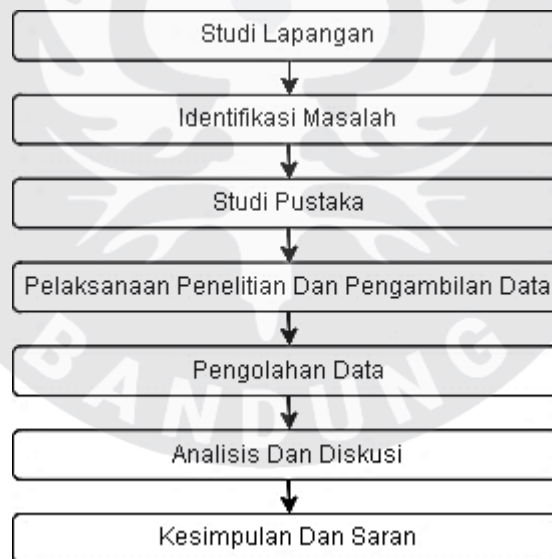 Studi Lapangan
Identifikasi Masalah
Studi Pustaka
Pelaksanaan Penelitian Dan Pengambilan Data
Pengolahan Data
BANDUNG
Analisis Dan Diskusi
Kesimpulan Dan Saran